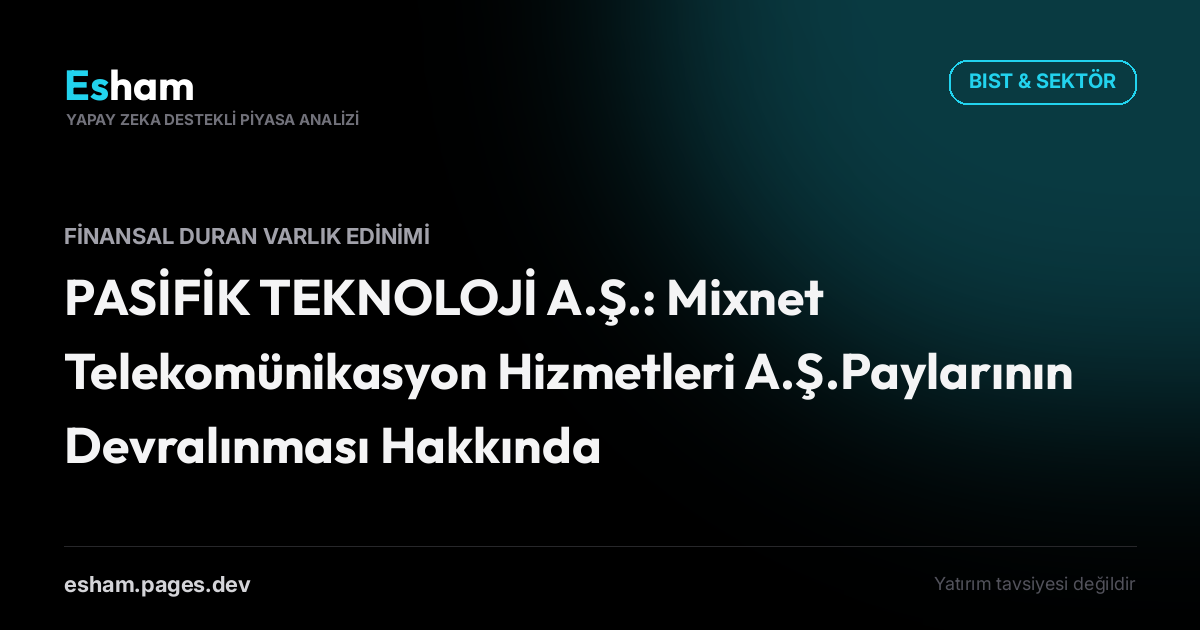 Esham
BIST & SEKTÖR
YAPAY ZEKA DESTEKLİ PİYASA ANALİZİ
FİNANSAL DURAN VARLIK EDİNİMİ
PASİFİK TEKNOLOJİ A.Ş.: Mixnet
Telekomünikasyon Hizmetleri A.Ş.Paylarının
Devralınması Hakkında
esham.pages.dev
Yatırım tavsiyesi değildir